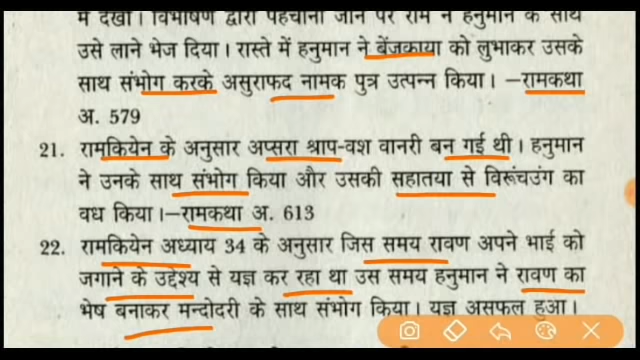 में देखा। विभीषण द्वारा पहचानी जाने पर राम ने हनुमान के साथ
उसे लाने भेज दिया। रास्ते में हनुमान ने बेंजकाया को लुभाकर उसके
साथ संभोग करके असुराफद नामक पुत्र उत्पन्न किया। –रामकथा
अ. 579
21. रामकियेन के अनुसार अप्सरा श्राप-वश वानरी बन गई थी। हनुमान
ने उनके साथ संभोग किया और उसकी सहातया से विरूंचउंग का
वध किया।–रामकथा अ. 613
22. रामकियेन अध्याय 34 के अनुसार जिस समय रावण अपने भाई को
जगाने के उद्देश्य से यज्ञ कर रहा था उस समय हनुमान ने रावण का
भेष बनाकर मन्दोदरी के साथ संभोग किया। यज्ञ असफल हुआ।